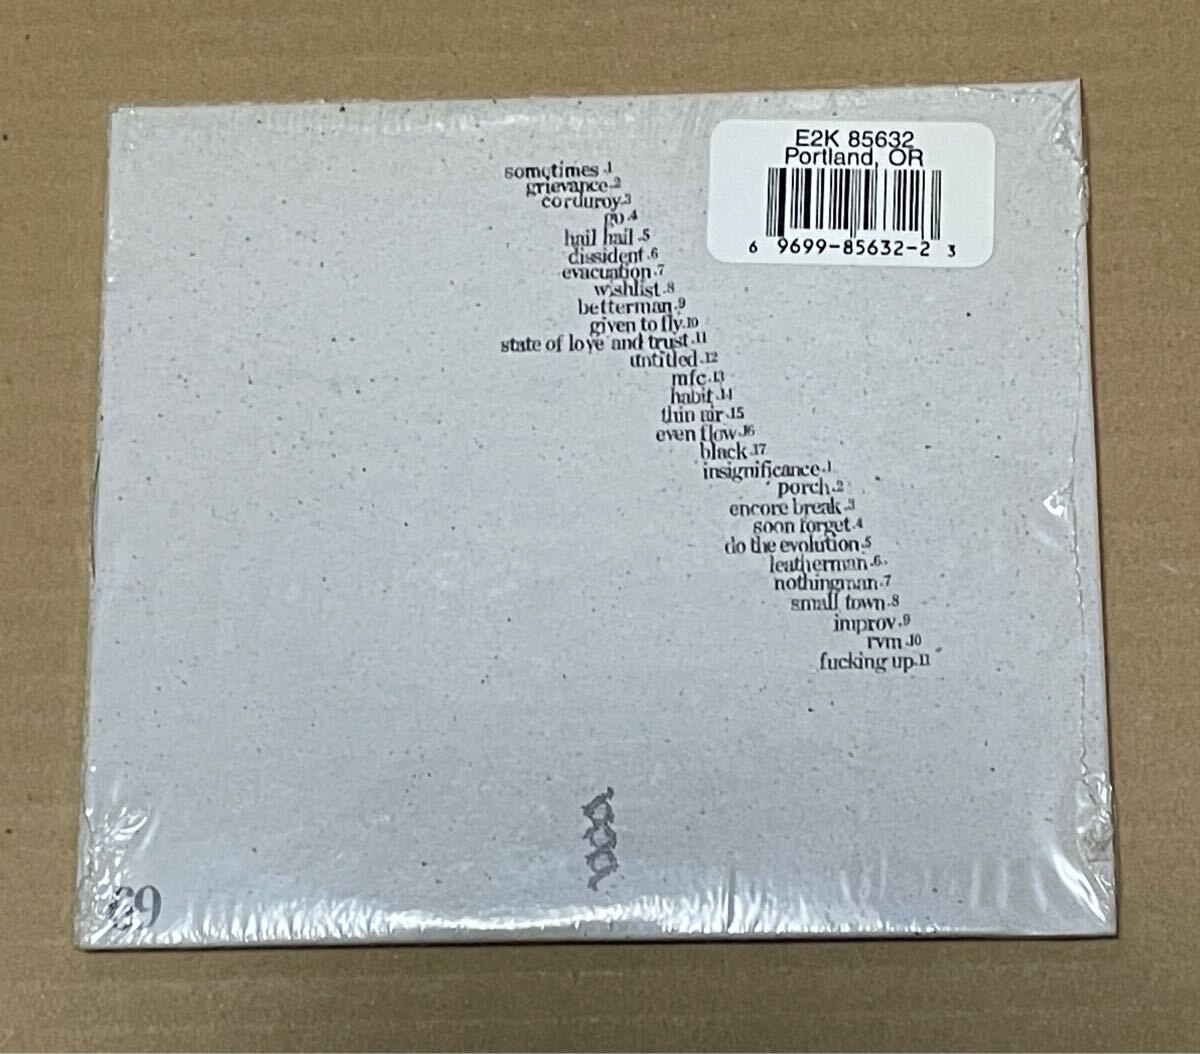 E2K 85632
Portland, OR
6 9699-85632-2 3
sometimes.1
grievance.2
corduroy.3
go.4
hail hail.5
dissident.6
evacuation.7
wishlist.8
betterman.9
given to fly.10
state of love and trust.11
untitled.12
mfc.13
habit.14
thin air.15
even flow.16
black.17
insignificance.1
porch.2
encore break.3
soon forget.4
do the evolution.5
leatherman.6
nothingman.7
small town.8
improv.9
rvm.10
fucking up.11
69